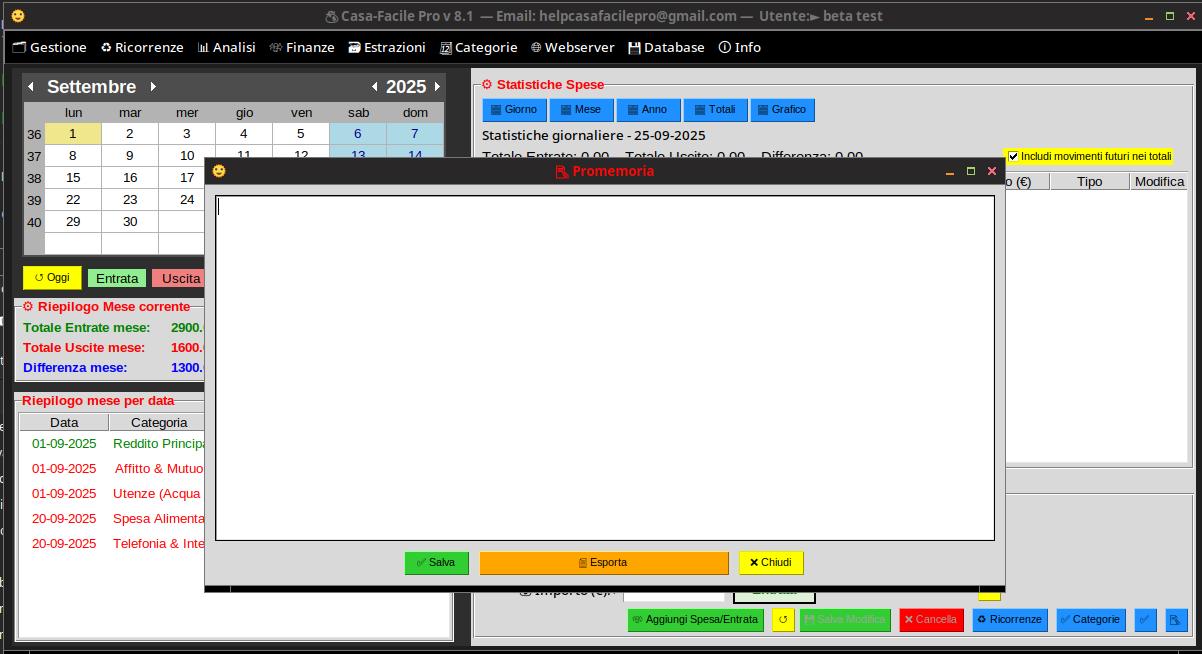 Casa-Facile Pro v 8.1 — Email: helpcasafacilepro@gmail.com — Utente:► beta test
Gestione Ricorrenze Analisi Finanze Estrazioni Categorie Webserver Database Info
Settembre 2025
lun mar mer gio ven sab dom
36 1 2 3 4 5 6 7
37 8 9 10 11 12 13 14
38 15 16 17
39 22 23 24
40 29 30
Oggi Entrata Uscita
Riepilogo Mese corrente
Totale Entrate mese: 2900.
Totale Uscite mese: 1600.
Differenza mese: 1300.
Riepilogo mese per data
Data Categoria
01-09-2025 Reddito Principa
01-09-2025 Affitto & Mutuo
01-09-2025 Utenze (Acqua
20-09-2025 Spesa Alimenta
20-09-2025 Telefonia & Inte
Statistiche Spese
Giorno Mese Anno Totali Grafico
Statistiche giornaliere - 25-09-2025
Totale Entrate: 0.00 Totale Uscite: 0.00 Differenza: 0.00
Includi movimenti futuri nei totali
o (€) Tipo Modifica
Promemoria
Salva Esporta Chiudi
Importo (€):
Aggiungi Spesa/Entrata Salva Modifica Cancella Ricorrenze Categorie